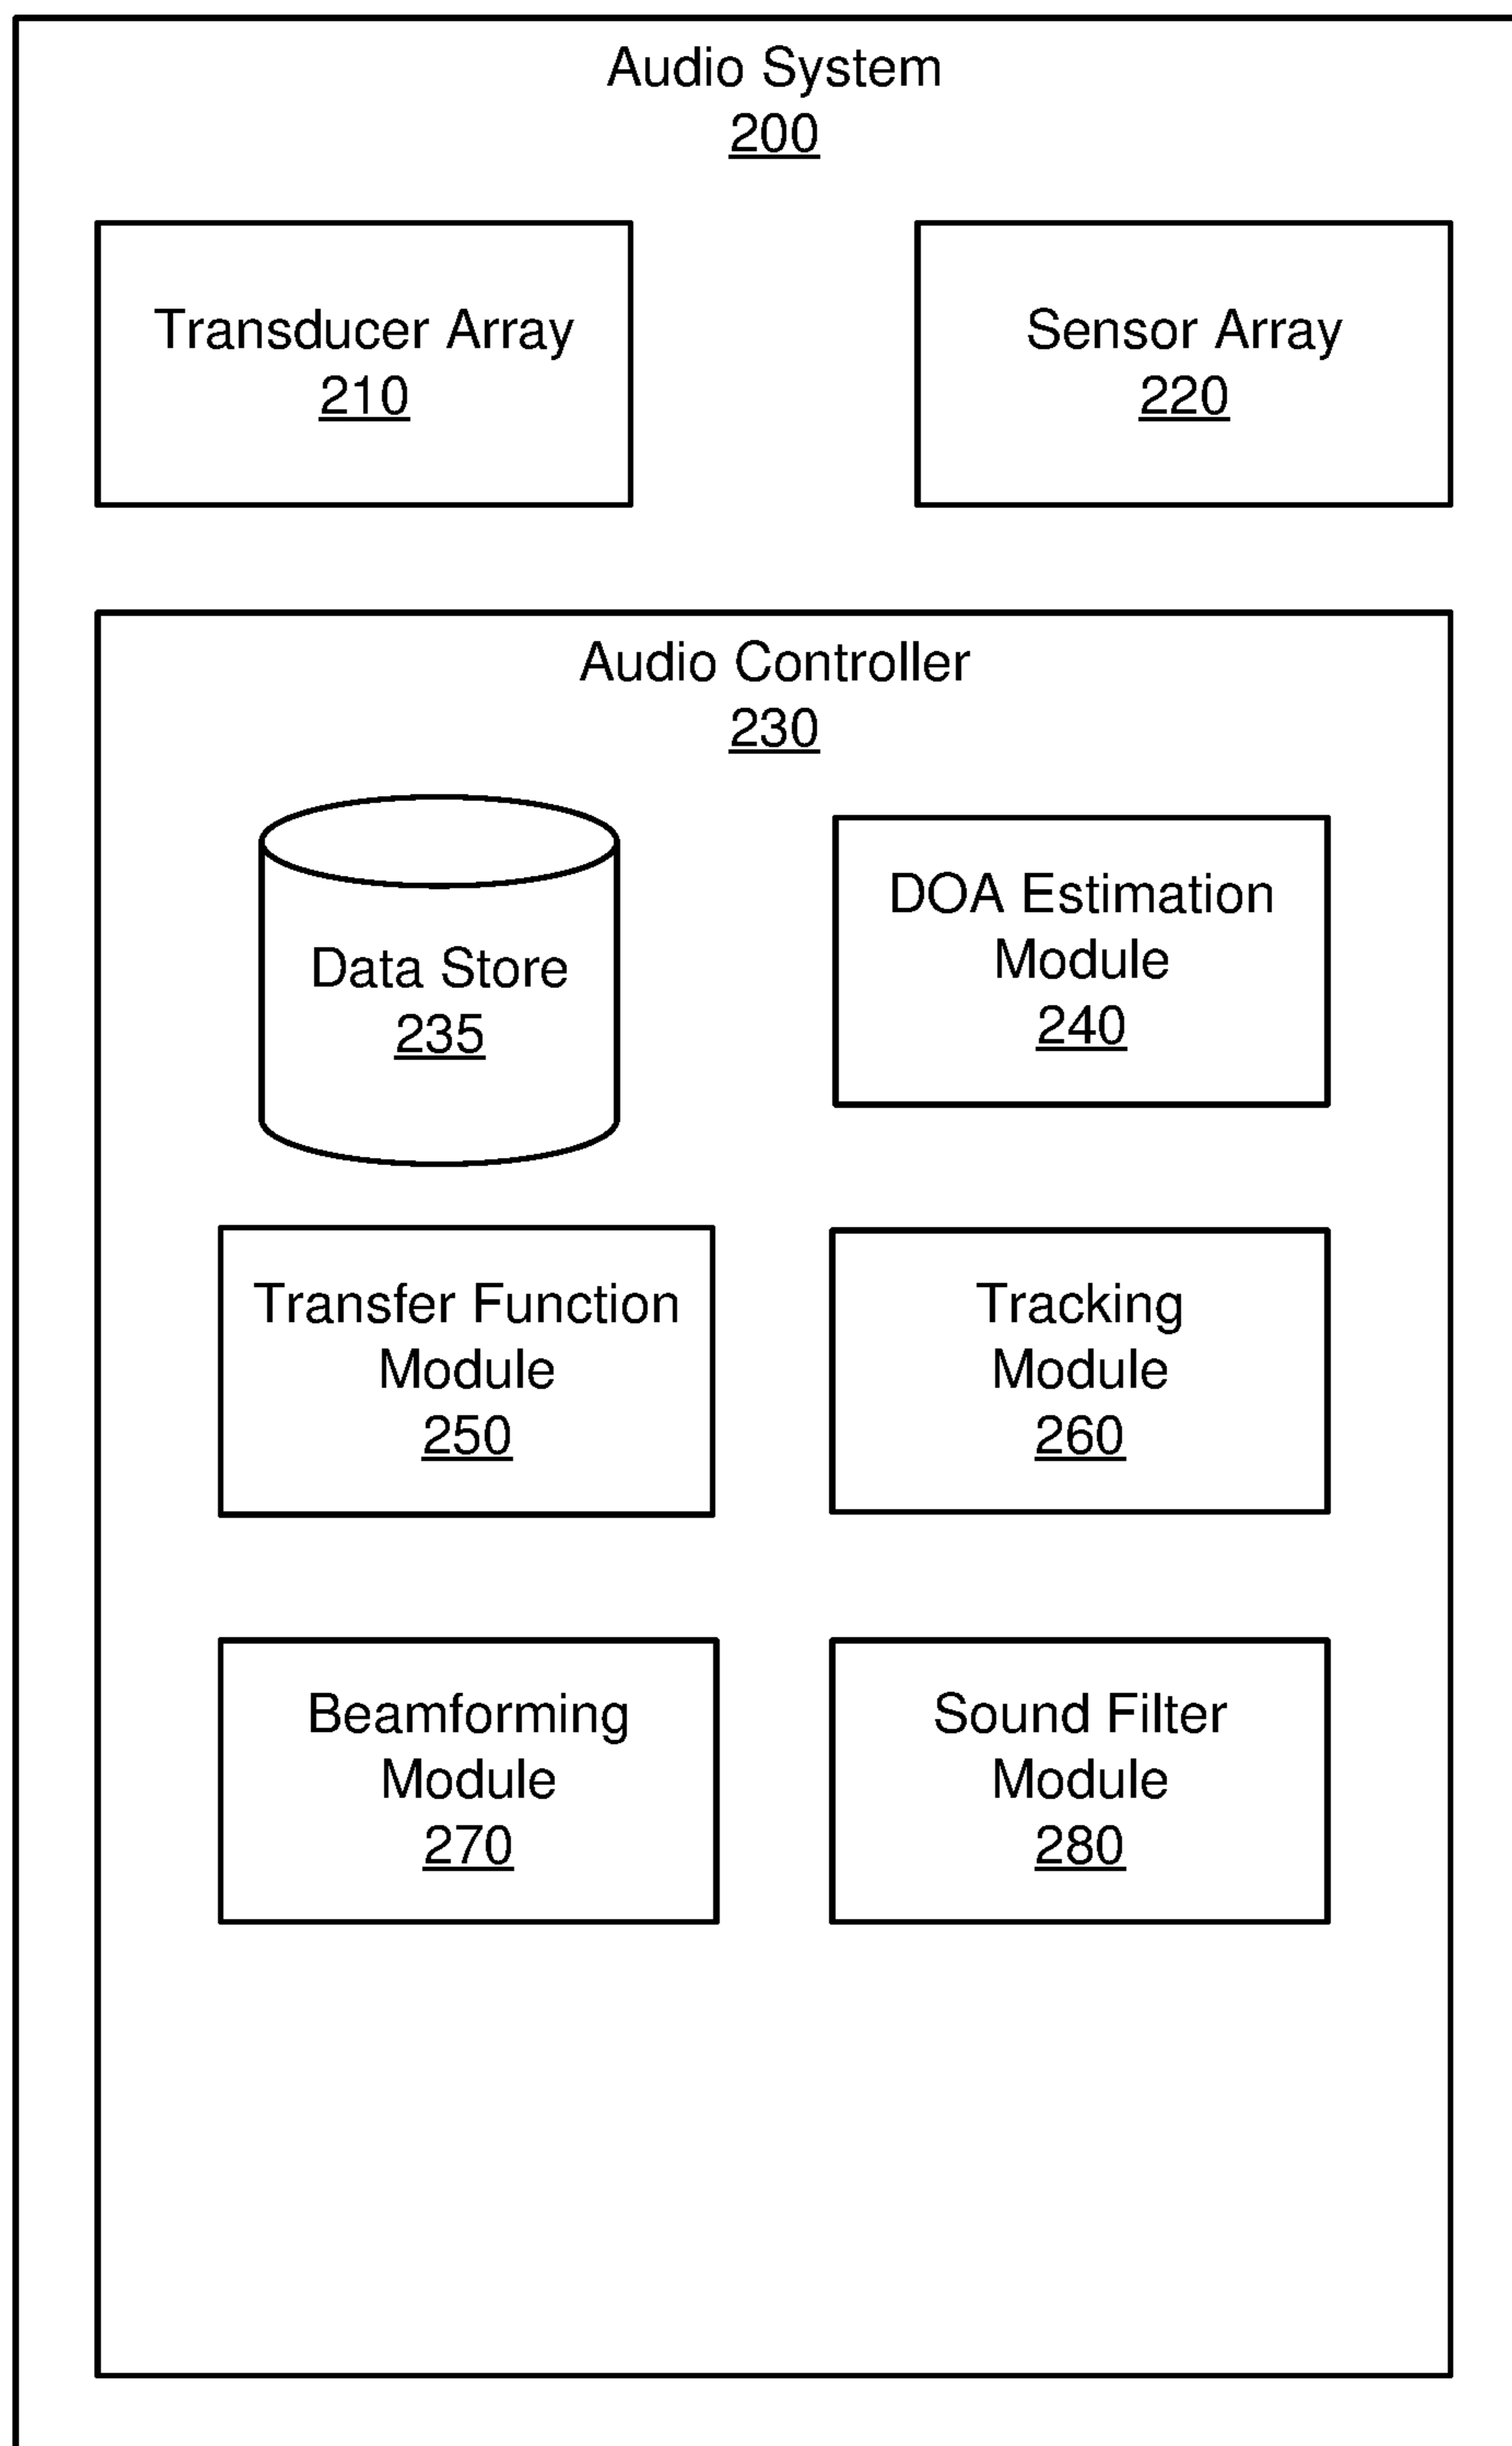 Audio System
200
Transducer Array
210
Sensor Array
220
Audio Controller
230
Data Store
235
DOA Estimation
Module
240
Transfer Function
Module
250
Tracking
Module
260
Beamforming
Module
270
Sound Filter
Module
280